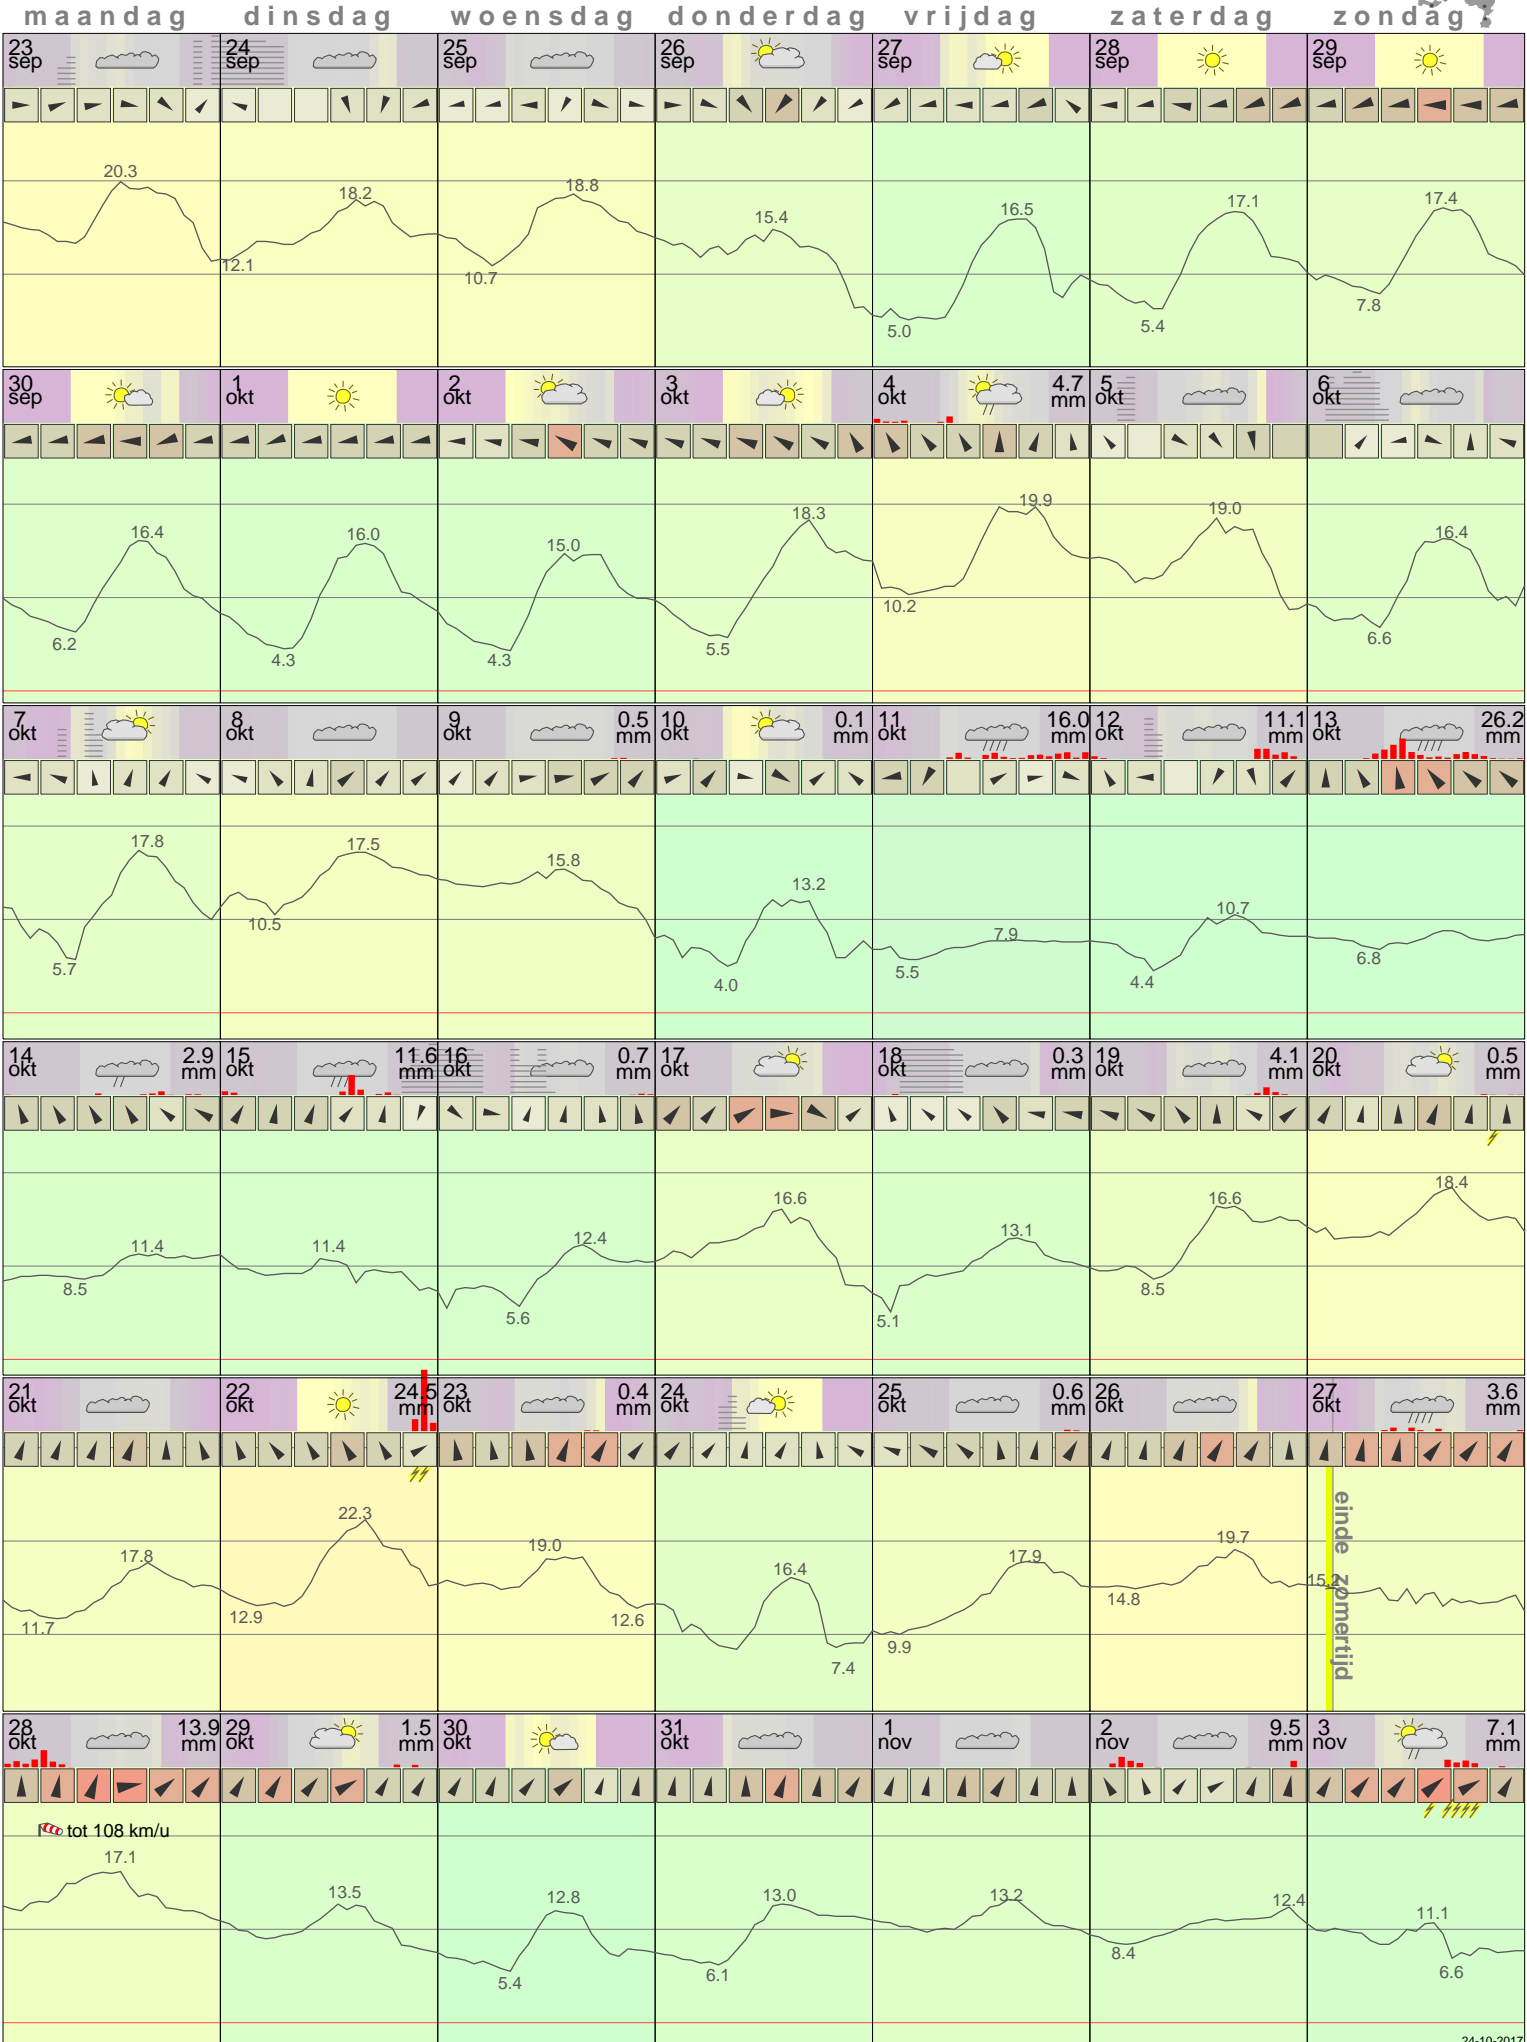 maandag dinsdag woensdag donderdag vrijdag zaterdag zondag
23 24 25 26 27 28 29
sep sep sep sep sep sep sep
20.3 18.2 18.8 15.4 16.5 17.1 17.4
12.1 10.7 5.0 5.4 7.8
30 1 2 3 4 4.7 5 6
sep okt okt okt okt mm okt okt
16.4 16.0 15.0 18.3 19.9 19.0 16.4
6.2 4.3 4.3 5.5 10.2 6.6
7 8 9 0.5 10 0.1 11 16.0 12 11.1 13 26.2
okt okt okt mm okt mm okt mm okt mm okt mm
17.8 17.5 15.8 13.2 7.9 10.7
5.7 10.5 4.0 5.5 4.4 6.8
14 2.9 15 11.6 16 0.7 17 18 0.3 19 4.1 20 0.5
okt mm okt mm okt mm okt okt mm okt mm okt mm
11.4 11.4 12.4 16.6 13.1 16.6 18.4
8.5 5.6 5.1 8.5
21 22 24.5 23 0.4 24 25 0.6 26 27 3.6
okt okt mm okt mm okt okt mm okt okt mm
17.8 22.3 19.0 16.4 17.9 19.7 15.2
11.7 12.9 12.6 7.4 9.9 14.8
einde zomertijd
28 13.9 29 1.5 30 31 1 2 9.5 3 7.1
okt mm okt mm okt okt nov nov mm nov mm
tot 108 km/u
17.1 13.5 12.8 13.0 13.2 12.4 11.1
5.4 6.1 8.4 6.6
24-10-2017